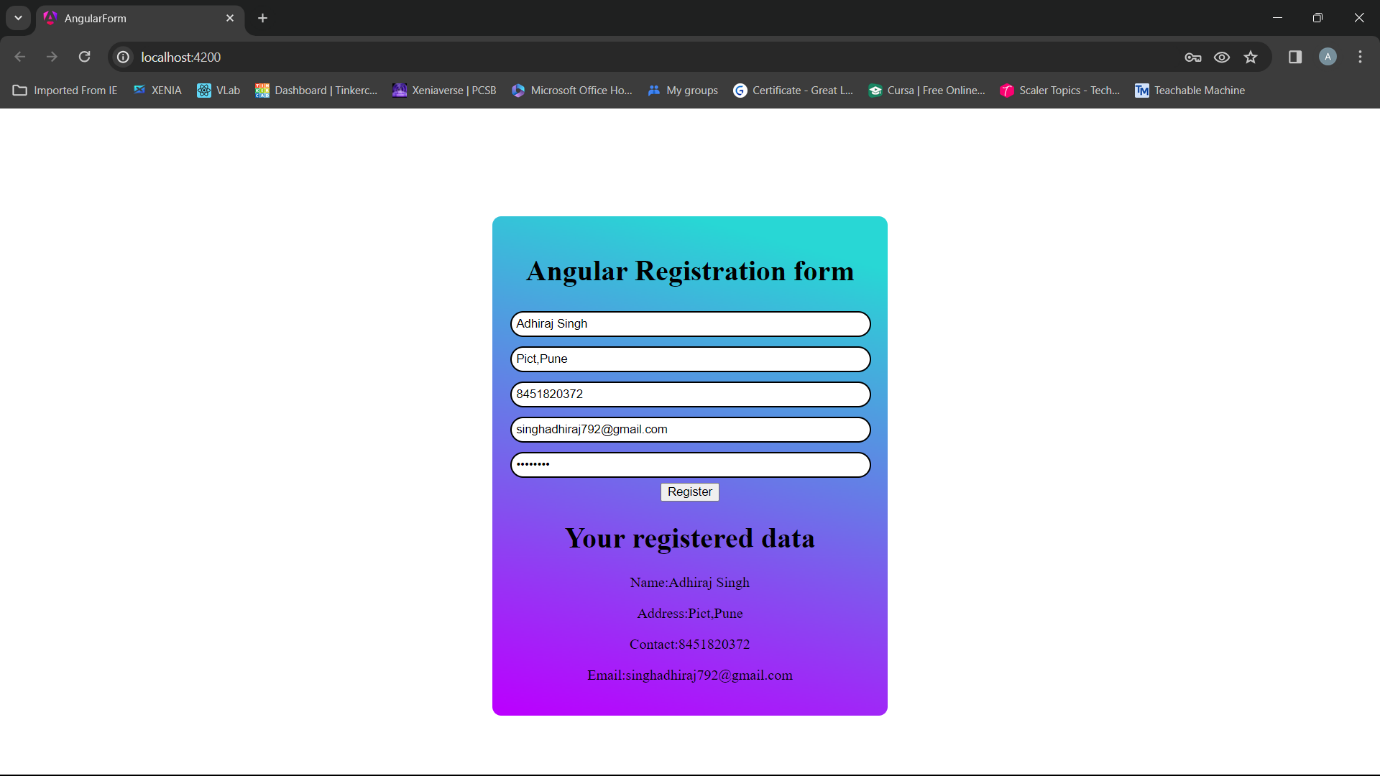 AngularForm
localhost:4200
A
Imported From IE XENIA VLab Dashboard | Tinkerc... Xeniaverse | PCSB Microsoft Office Ho... My groups Certificate - Great L... Cursa | Free Online... Scaler Topics - Tech... Teachable Machine
Angular Registration form
Adhiraj Singh
Pict,Pune
8451820372
singhadhiraj792@gmail.com
••••••••
Register
Your registered data
Name:Adhiraj Singh
Address:Pict,Pune
Contact:8451820372
Email:singhadhiraj792@gmail.com